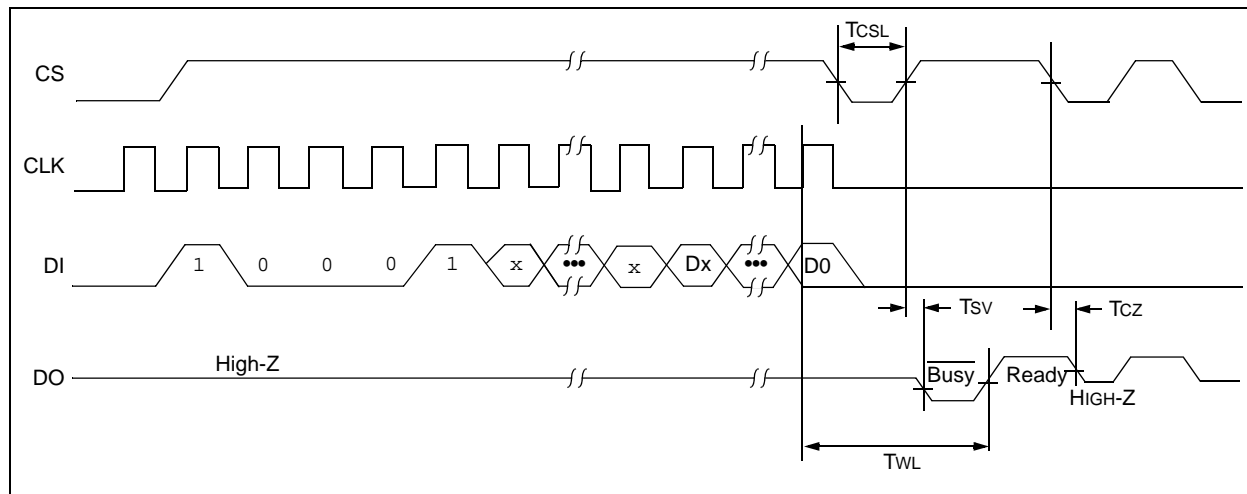 TCSL
CS
CLK
DI 1 0 0 0 1 x ••• x Dx ••• D0
TSV TCZ
High-Z
DO Busy Ready
HIGH-Z
TWL